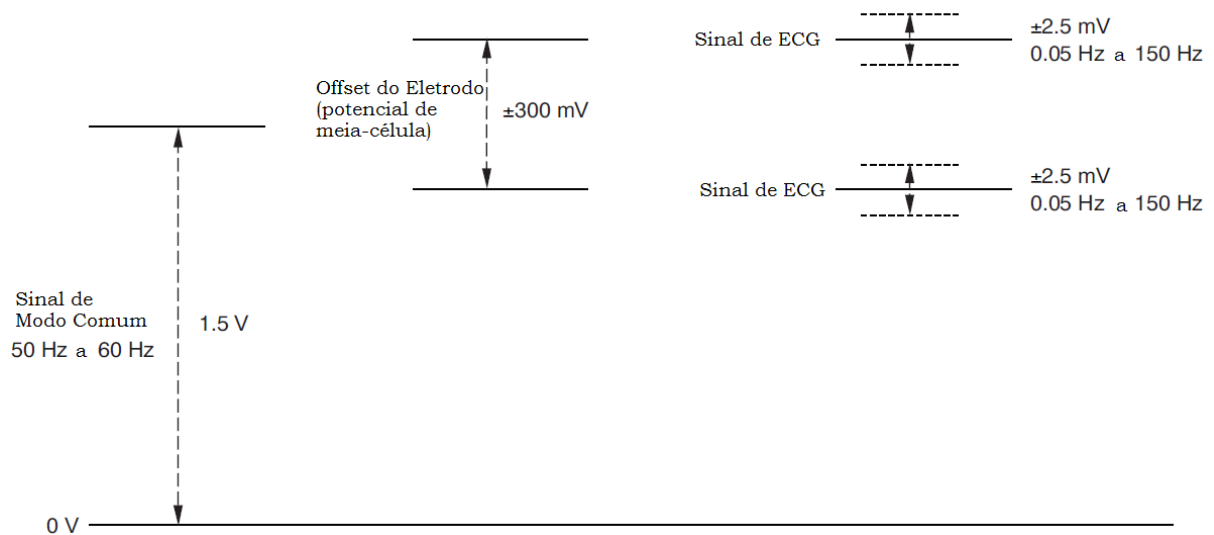 Sinal de ECG
±2.5 mV
0.05 Hz a 150 Hz
Offset do Eletrodo
(potencial de
meia-célula)
±300 mV
Sinal de ECG
±2.5 mV
0.05 Hz a 150 Hz
Sinal de
Modo Comum
50 Hz a 60 Hz
1.5 V
0 V